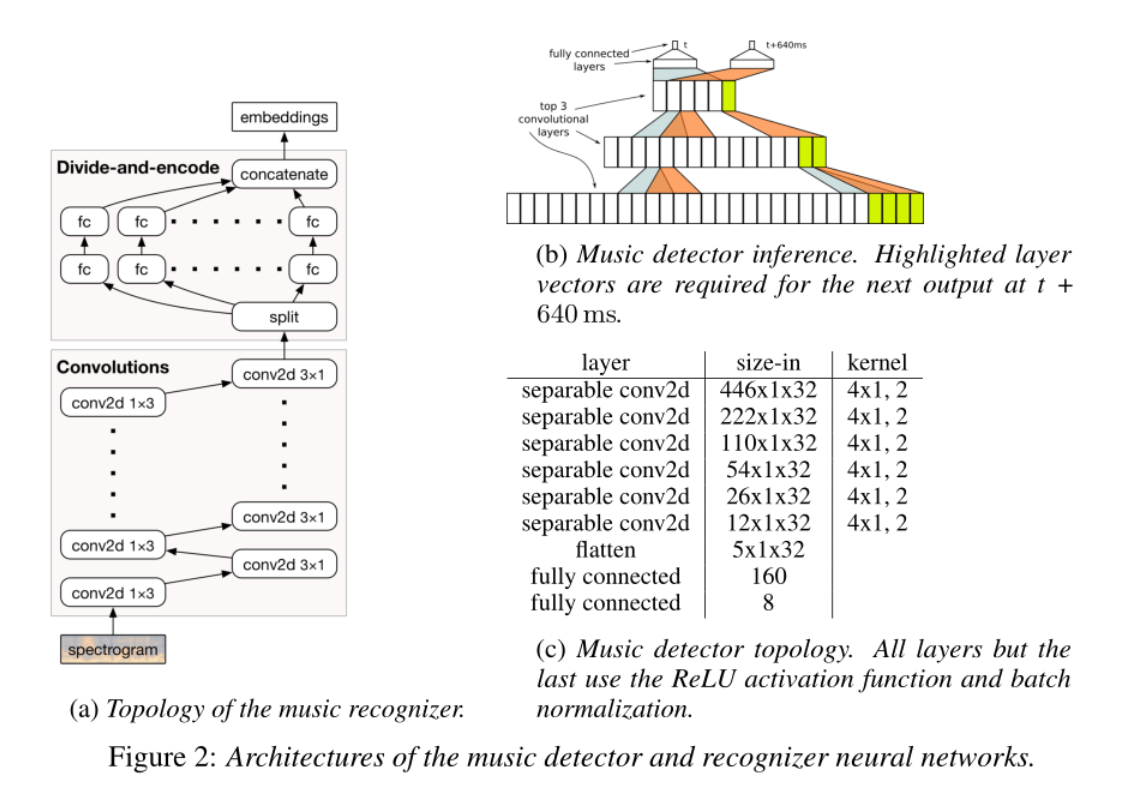 embeddings
Divide-and-encode
concatenate
fc fc fc
fc fc fc
split
Convolutions
conv2d 3×1
conv2d 1×3
conv2d 3×1
conv2d 1×3
conv2d 3×1
conv2d 1×3
spectrogram
(a) Topology of the music recognizer.
fully connected
layers
t
t+640ms
top 3
convolutional
layers
(b) Music detector inference. Highlighted layer
vectors are required for the next output at t +
640 ms.
layer size-in kernel
separable conv2d 446x1x32 4x1, 2
separable conv2d 222x1x32 4x1, 2
separable conv2d 110x1x32 4x1, 2
separable conv2d 54x1x32 4x1, 2
separable conv2d 26x1x32 4x1, 2
separable conv2d 12x1x32 4x1, 2
flatten 5x1x32
fully connected 160
fully connected 8
(c) Music detector topology. All layers but the
last use the ReLU activation function and batch
normalization.
Figure 2: Architectures of the music detector and recognizer neural networks.